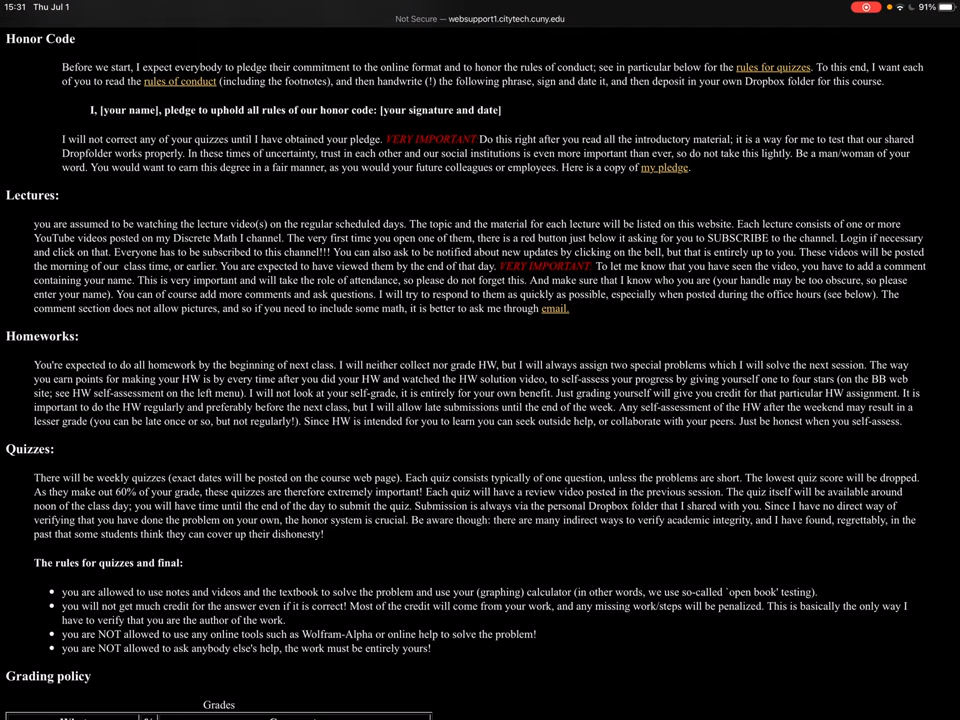 15:31 Thu Jul 1
91%
Not Secure — websupport1.citytech.cuny.edu
Honor Code
Before we start, I expect everybody to pledge their commitment to the online format and to honor the rules of conduct; see in particular below for the rules for quizzes. To this end, I want each
of you to read the rules of conduct (including the footnotes), and then handwrite (!) the following phrase, sign and date it, and then deposit in your own Dropbox folder for this course.
I, [your name], pledge to uphold all rules of our honor code: [your signature and date]
I will not correct any of your quizzes until I have obtained your pledge. VERY IMPORTANT Do this right after you read all the introductory material; it is a way for me to test that our shared
Dropfolder works properly. In these times of uncertainty, trust in each other and our social institutions is even more important than ever, so do not take this lightly. Be a man/woman of your
word. You would want to earn this degree in a fair manner, as you would your future colleagues or employees. Here is a copy of my pledge.
Lectures:
you are assumed to be watching the lecture video(s) on the regular scheduled days. The topic and the material for each lecture will be listed on this website. Each lecture consists of one or more
YouTube videos posted on my Discrete Math I channel. The very first time you open one of them, there is a red button just below it asking for you to SUBSCRIBE to the channel. Login if necessary
and click on that. Everyone has to be subscribed to this channel!!! You can also ask to be notified about new updates by clicking on the bell, but that is entirely up to you. These videos will be posted
the morning of our class time, or earlier. You are expected to have viewed them by the end of that day. VERY IMPORTANT: To let me know that you have seen the video, you have to add a comment
containing your name. This is very important and will take the role of attendance, so please do not forget this. And make sure that I know who you are (your handle may be too obscure, so please
enter your name). You can of course add more comments and ask questions. I will try to respond to them as quickly as possible, especially when posted during the office hours (see below). The
comment section does not allow pictures, and so if you need to include some math, it is better to ask me through email.
Homeworks:
You're expected to do all homework by the beginning of next class. I will neither collect nor grade HW, but I will always assign two special problems which I will solve the next session. The way
you earn points for making your HW is by every time after you did your HW and watched the HW solution video, to self-assess your progress by giving yourself one to four stars (on the BB web
site; see HW self-assessment on the left menu). I will not look at your self-grade, it is entirely for your own benefit. Just grading yourself will give you credit for that particular HW assignment. It is
important to do the HW regularly and preferably before the next class, but I will allow late submissions until the end of the week. Any self-assessment of the HW after the weekend may result in a
lesser grade (you can be late once or so, but not regularly!). Since HW is intended for you to learn you can seek outside help, or collaborate with your peers. Just be honest when you self-assess.
Quizzes:
There will be weekly quizzes (exact dates will be posted on the course web page). Each quiz consists typically of one question, unless the problems are short. The lowest quiz score will be dropped.
As they make out 60% of your grade, these quizzes are therefore extremely important! Each quiz will have a review video posted in the previous session. The quiz itself will be available around
noon of the class day; you will have time until the end of the day to submit the quiz. Submission is always via the personal Dropbox folder that I shared with you. Since I have no direct way of
verifying that you have done the problem on your own, the honor system is crucial. Be aware though: there are many indirect ways to verify academic integrity, and I have found, regrettably, in the
past that some students think they can cover up their dishonesty!
The rules for quizzes and final:
you are allowed to use notes and videos and the textbook to solve the problem and use your (graphing) calculator (in other words, we use so-called `open book' testing).
you will not get much credit for the answer even if it is correct! Most of the credit will come from your work, and any missing work/steps will be penalized. This is basically the only way I
have to verify that you are the author of the work.
you are NOT allowed to use any online tools such as Wolfram-Alpha or online help to solve the problem!
you are NOT allowed to ask anybody else's help, the work must be entirely yours!
Grading policy
Grades